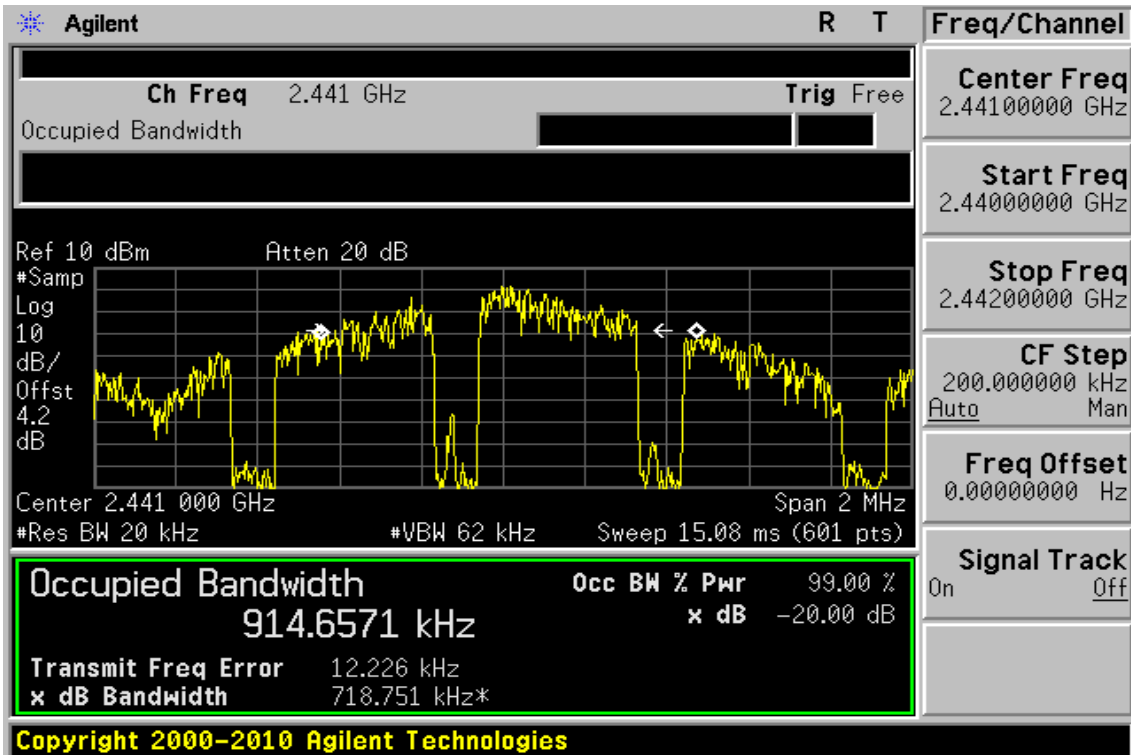 Agilent R T Freq/Channel
Ch Freq 2.441 GHz Trig Free
Occupied Bandwidth
Center Freq
2.44100000 GHz
Start Freq
2.44000000 GHz
Stop Freq
2.44200000 GHz
CF Step
200.000000 kHz
Auto Man
Freq Offset
0.00000000 Hz
Signal Track
On Off
Ref 10 dBm Atten 20 dB
#Samp
Log
10
dB/
Offst
4.2
dB
Center 2.441 000 GHz Span 2 MHz
#Res BW 20 kHz #VBW 62 kHz Sweep 15.08 ms (601 pts)
Occupied Bandwidth Occ BW % Pwr 99.00 %
914.6571 kHz x dB -20.00 dB
Transmit Freq Error 12.226 kHz
x dB Bandwidth 718.751 kHz*
Copyright 2000-2010 Agilent Technologies